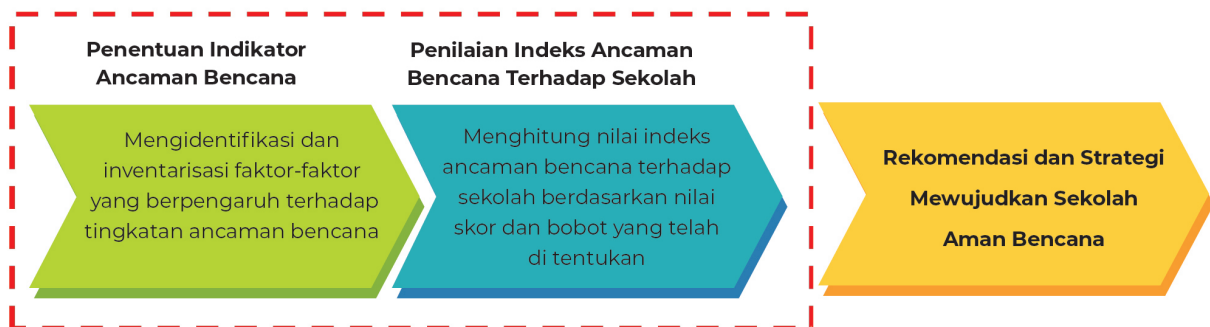 Penentuan Indikator
Ancaman Bencana
Mengidentifikasi dan
inventarisasi faktor-faktor
yang berpengaruh terhadap
tingkatan ancaman bencana
Penilaian Indeks Ancaman
Bencana Terhadap Sekolah
Menghitung nilai indeks
ancaman bencana terhadap
sekolah berdasarkan nilai
skor dan bobot yang telah
di tentukan
Rekomendasi dan Strategi
Mewujudkan Sekolah
Aman Bencana